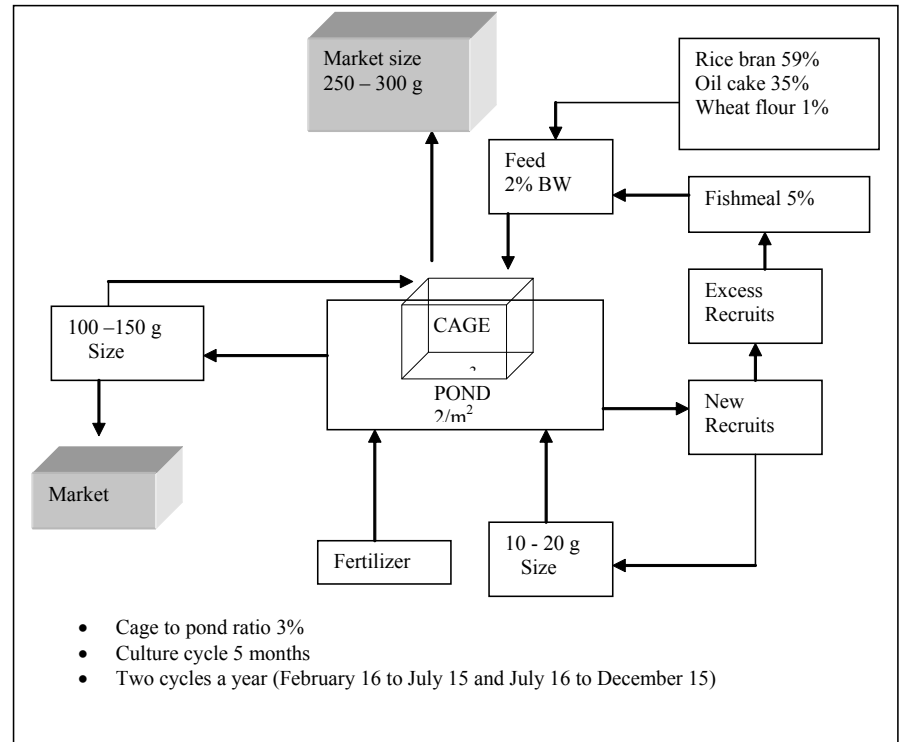 Market size
250 – 300 g
Rice bran 59%
Oil cake 35%
Wheat flour 1%
Feed
2% BW
Fishmeal 5%
Excess
Recruits
CAGE
100 –150 g
Size
POND
2/m²
New
Recruits
Market
10 - 20 g
Size
Fertilizer
• Cage to pond ratio 3%
• Culture cycle 5 months
• Two cycles a year (February 16 to July 15 and July 16 to December 15)